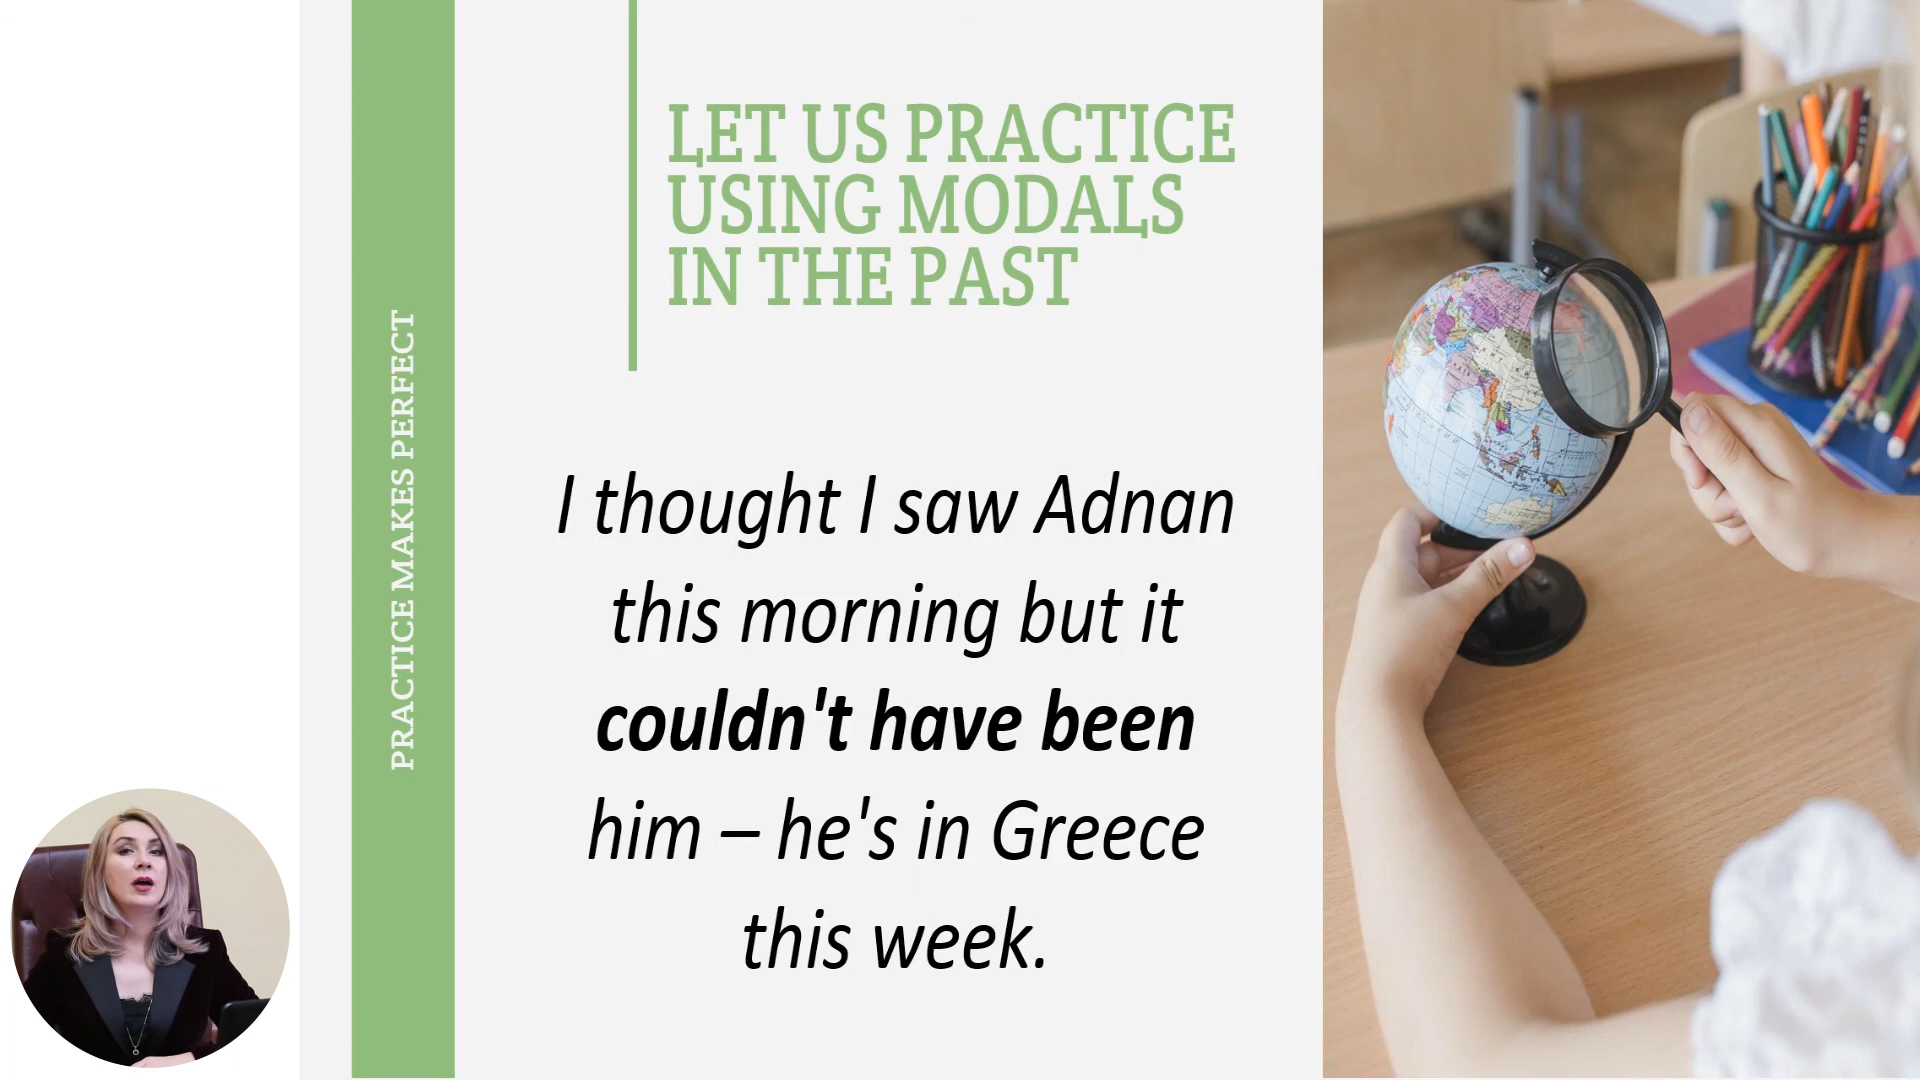 PRACTICE MAKES PERFECT
LET US PRACTICE
USING MODALS
IN THE PAST
I thought I saw Adnan
this morning but it
couldn't have been
him – he's in Greece
this week.